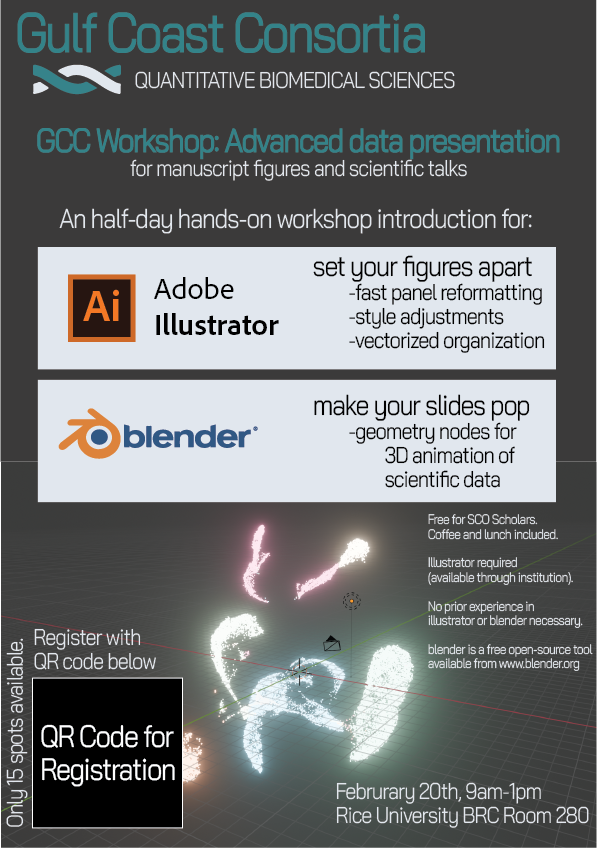 Gulf Coast Consortia
QUANTITATIVE BIOMEDICAL SCIENCES
GCC Workshop: Advanced data presentation
for manuscript figures and scientific talks
An half-day hands-on workshop introduction for:
Ai
Adobe
Illustrator
set your figures apart
-fast panel reformatting
-style adjustments
-vectorized organization
blender®
make your slides pop
-geometry nodes for
3D animation of
scientific data
Free for SCO Scholars.
Coffee and lunch included.
Illustrator required
(available through institution).
No prior experience in
illustrator or blender necessary.
blender is a free open-source tool
available from www.blender.org
Only 15 spots available.
Register with
QR code below
QR Code for
Registration
Februrary 20th, 9am-1pm
Rice University BRC Room 280